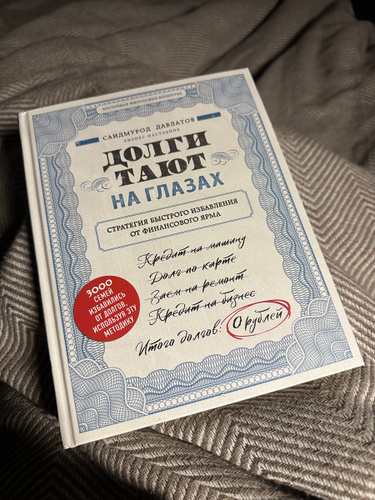 САИДМУРОД ДАВЛАТОВ
БИЗНЕС-НАСТАВНИК
ДОЛГИ
ТАЮТ
НА ГЛАЗАХ
СТРАТЕГИЯ БЫСТРОГО ИЗБАВЛЕНИЯ
ОТ ФИНАНСОВОГО ЯРМА
Кредит на машину
Долг по карте
Заем на ремонт
Кредит на бизнес
Итого долгов: 0 рублей
3000
СЕМЕЙ
ИЗБАВИЛИСЬ
ОТ ДОЛГОВ,
ИСПОЛЬЗУЯ ЭТУ
МЕТОДИКУ